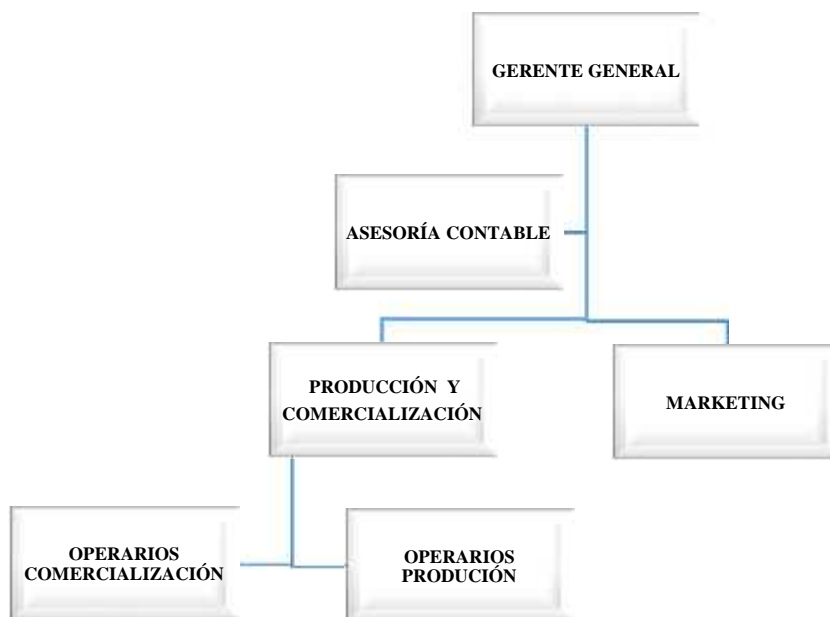 GERENTE GENERAL
ASESORÍA CONTABLE
PRODUCCIÓN Y
COMERCIALIZACIÓN
MARKETING
OPERARIOS
COMERCIALIZACIÓN
OPERARIOS
PRODUCIÓN